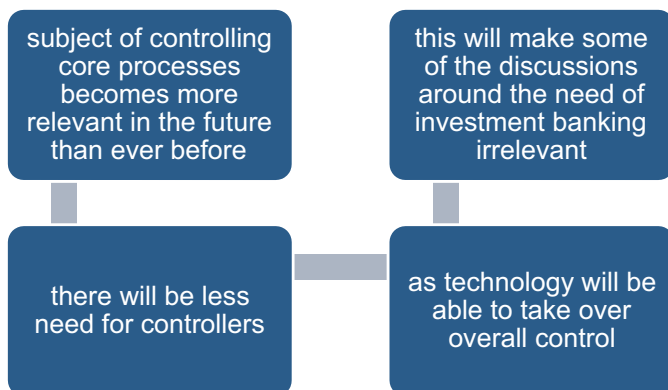 subject of controlling
core processes
becomes more
relevant in the future
than ever before
there will be less
need for controllers
as technology will be
able to take over
overall control
this will make some
of the discussions
around the need of
investment banking
irrelevant